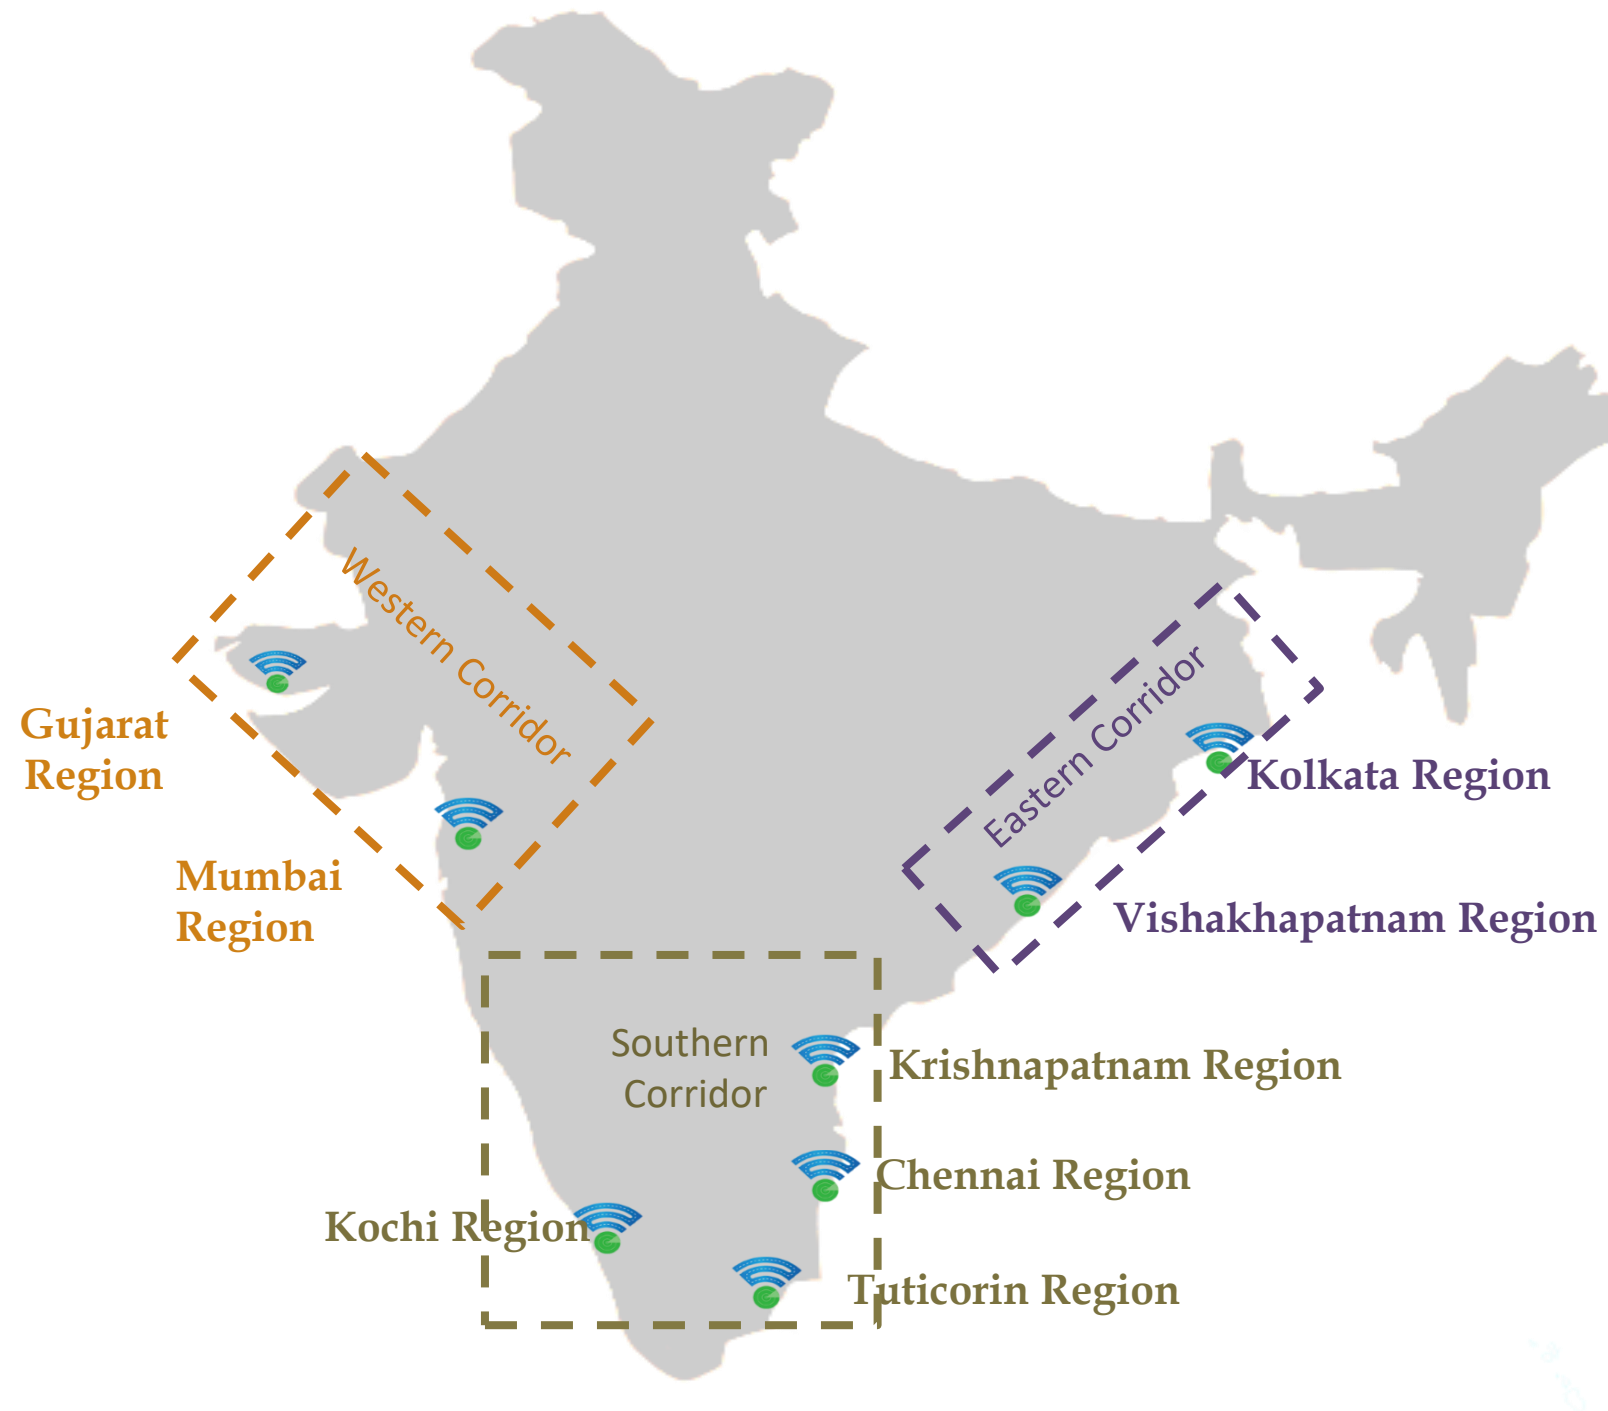 Western Corridor
Eastern Corridor
Gujarat
Region
Kolkata Region
Mumbai
Region
Vishakhapatnam Region
Southern
Corridor
Krishnapatnam Region
Chennai Region
Kochi Region
Tuticorin Region